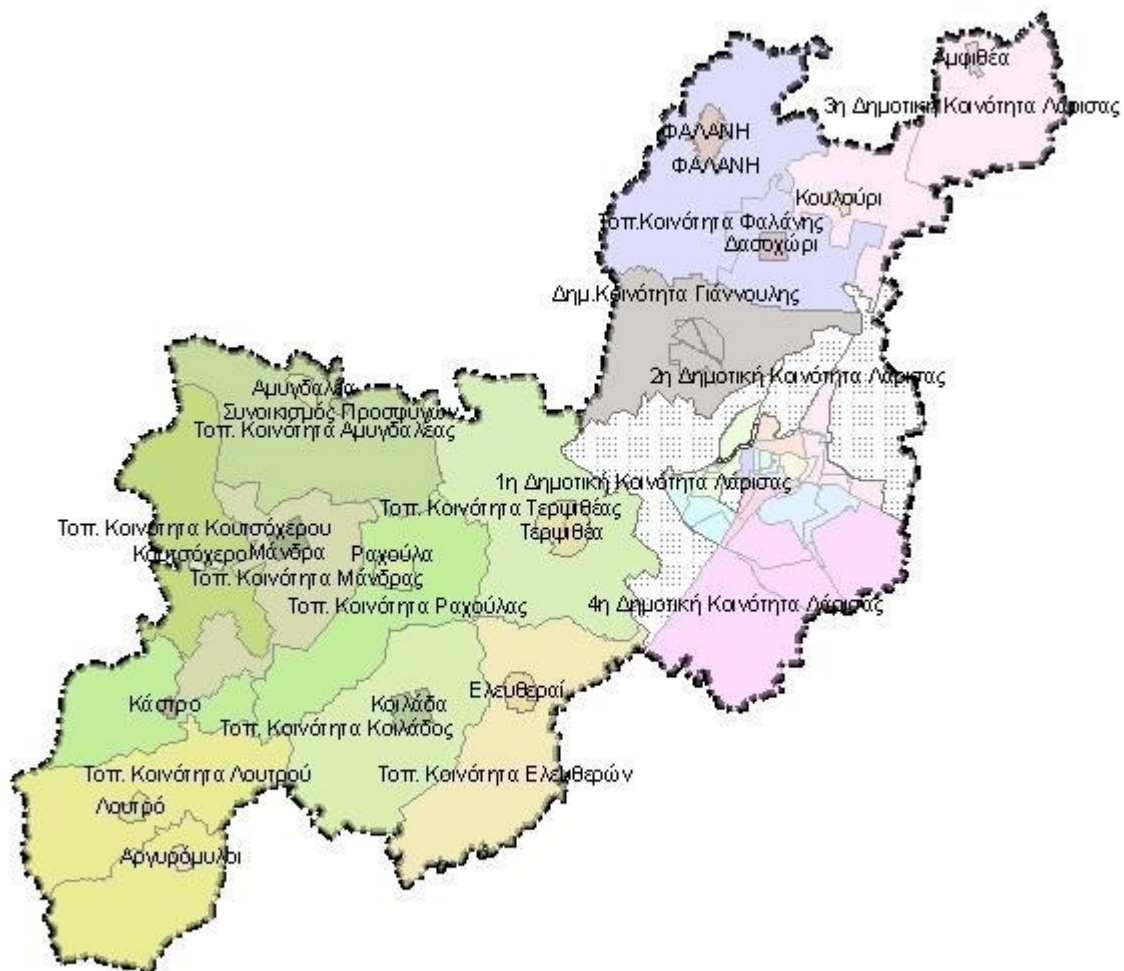 Αμφιθέα
3η Δημοτική Κοινότητα Λάρισας
ΦΑΛΑΝΗ
ΦΑΛΑΝΗ
Κουλούρι
Τοπ.Κοινότητα Φαλάνης
Δασοχώρι
Δημ.Κοινότητα Γιάννουλης
2η Δημοτική Κοινότητα Λάρισας
Αμυγδαλέα
Συνοικισμός Προσφύγων
Τοπ. Κοινότητα Αμυγδαλέας
1η Δημοτική Κοινότητα Λάρισας
Τοπ. Κοινότητα Τερψιθέας
Τερψιθέα
Τοπ. Κοινότητα Κουτσόχερου
Κουτσόχερο
Μάνδρα
Ραχούλα
Τοπ. Κοινότητα Μάνδρας
Τοπ. Κοινότητα Ραχούλας
4η Δημοτική Κοινότητα Λάρισας
Κάστρο
Κοιλάδα
Ελευθεραί
Τοπ. Κοινότητα Κοιλάδος
Τοπ. Κοινότητα Λουτρού
Τοπ. Κοινότητα Ελευθερών
Λουτρό
Αργυρόμυλοι